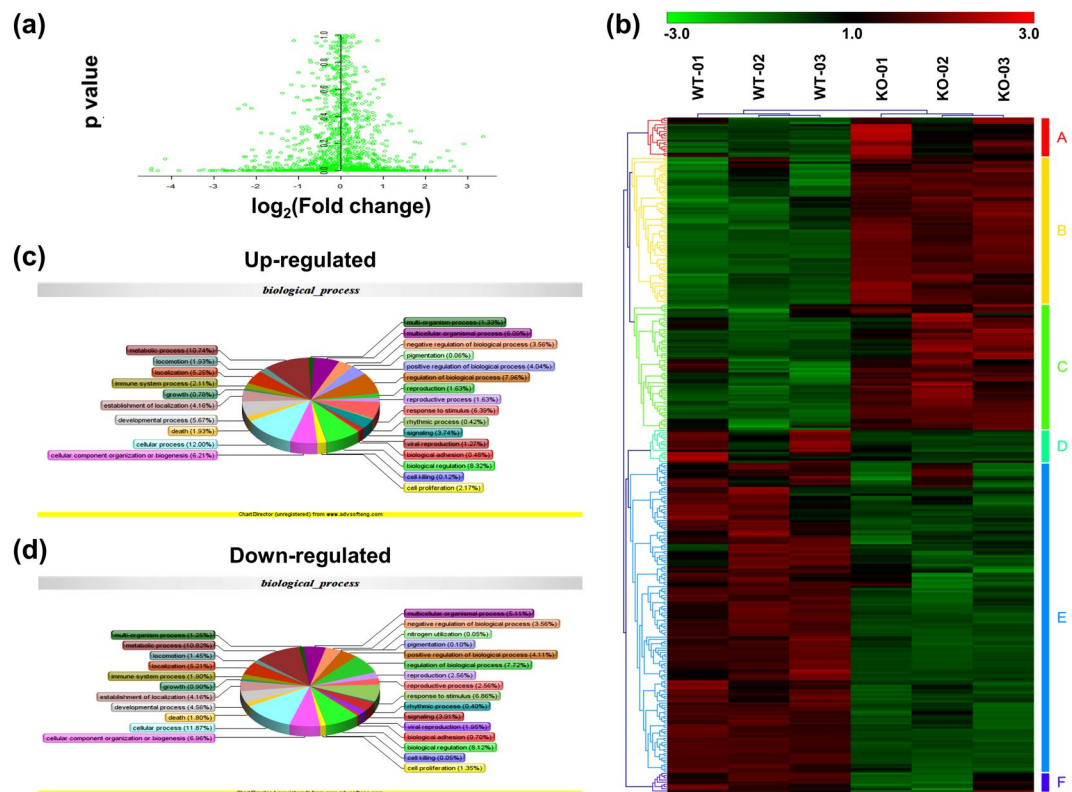 (a)
p value
1.0
0.8
0.6
0.4
0.2
0.0
-4
-3
-2
-1
0
1
2
3
log2(Fold change)
(b)
-3.0
1.0
3.0
WT-01
WT-02
WT-03
KO-01
KO-02
KO-03
A
B
C
D
E
F
(c)
Up-regulated
biological_process
multi-organism process (1.33%)
multicellular organismal process (6.09%)
negative regulation of biological process (3.56%)
pigmentation (0.06%)
positive regulation of biological process (4.04%)
regulation of biological process (7.96%)
reproduction (1.63%)
reproductive process (1.63%)
response to stimulus (6.39%)
rhythmic process (0.42%)
signaling (3.74%)
viral reproduction (1.27%)
biological adhesion (0.48%)
biological regulation (8.32%)
cell killing (0.12%)
cell proliferation (2.17%)
metabolic process (10.74%)
locomotion (1.93%)
localization (5.25%)
immune system process (2.11%)
growth (0.78%)
establishment of localization (4.16%)
developmental process (5.67%)
death (1.93%)
cellular process (12.00%)
cellular component organization or biogenesis (6.21%)
ChartDirector (unregistered) from www.advsofteng.com
(d)
Down-regulated
biological_process
multicellular organismal process (5.41%)
negative regulation of biological process (3.56%)
nitrogen utilization (0.05%)
pigmentation (0.10%)
positive regulation of biological process (4.11%)
regulation of biological process (7.72%)
reproduction (2.56%)
reproductive process (2.56%)
response to stimulus (6.86%)
rhythmic process (0.40%)
signaling (3.91%)
viral reproduction (1.95%)
biological adhesion (0.70%)
biological regulation (8.12%)
cell killing (0.05%)
cell proliferation (1.35%)
multi-organism process (1.25%)
metabolic process (10.82%)
locomotion (1.45%)
localization (5.21%)
immune system process (1.90%)
growth (0.90%)
establishment of localization (4.16%)
developmental process (4.56%)
death (1.80%)
cellular process (11.87%)
cellular component organization or biogenesis (6.96%)